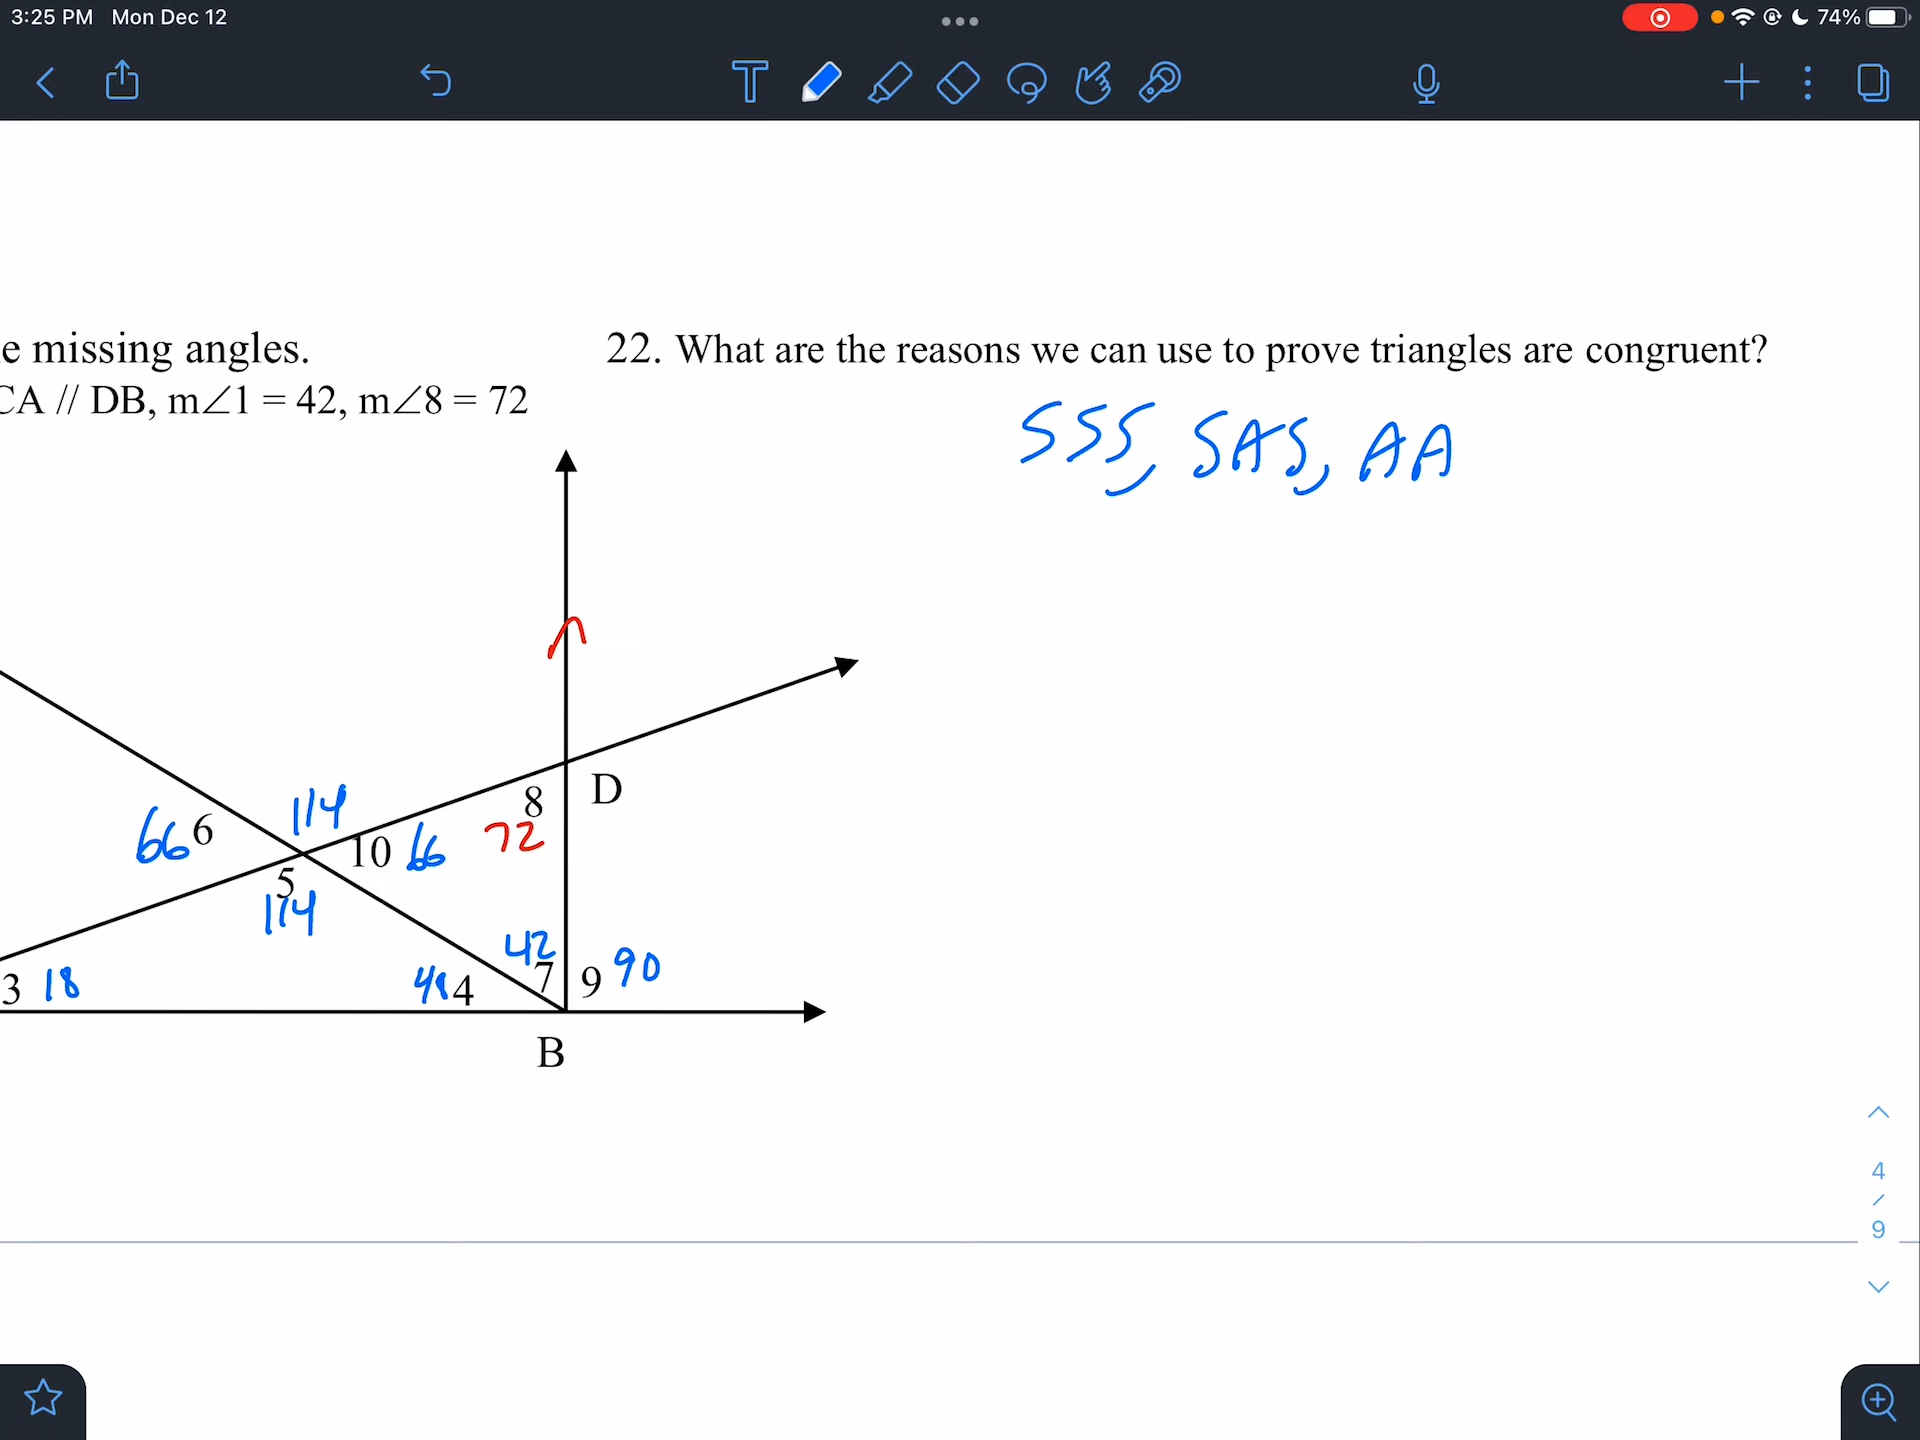 3:25 PM Mon Dec 12
74%
e missing angles.
CA // DB, m∠1 = 42, m∠8 = 72
22. What are the reasons we can use to prove triangles are congruent?
SSS, SAS, AA
114
66 6
8 D
72
10 66
5
114
42
3 18
48 4
7
9 90
B
4
/
9